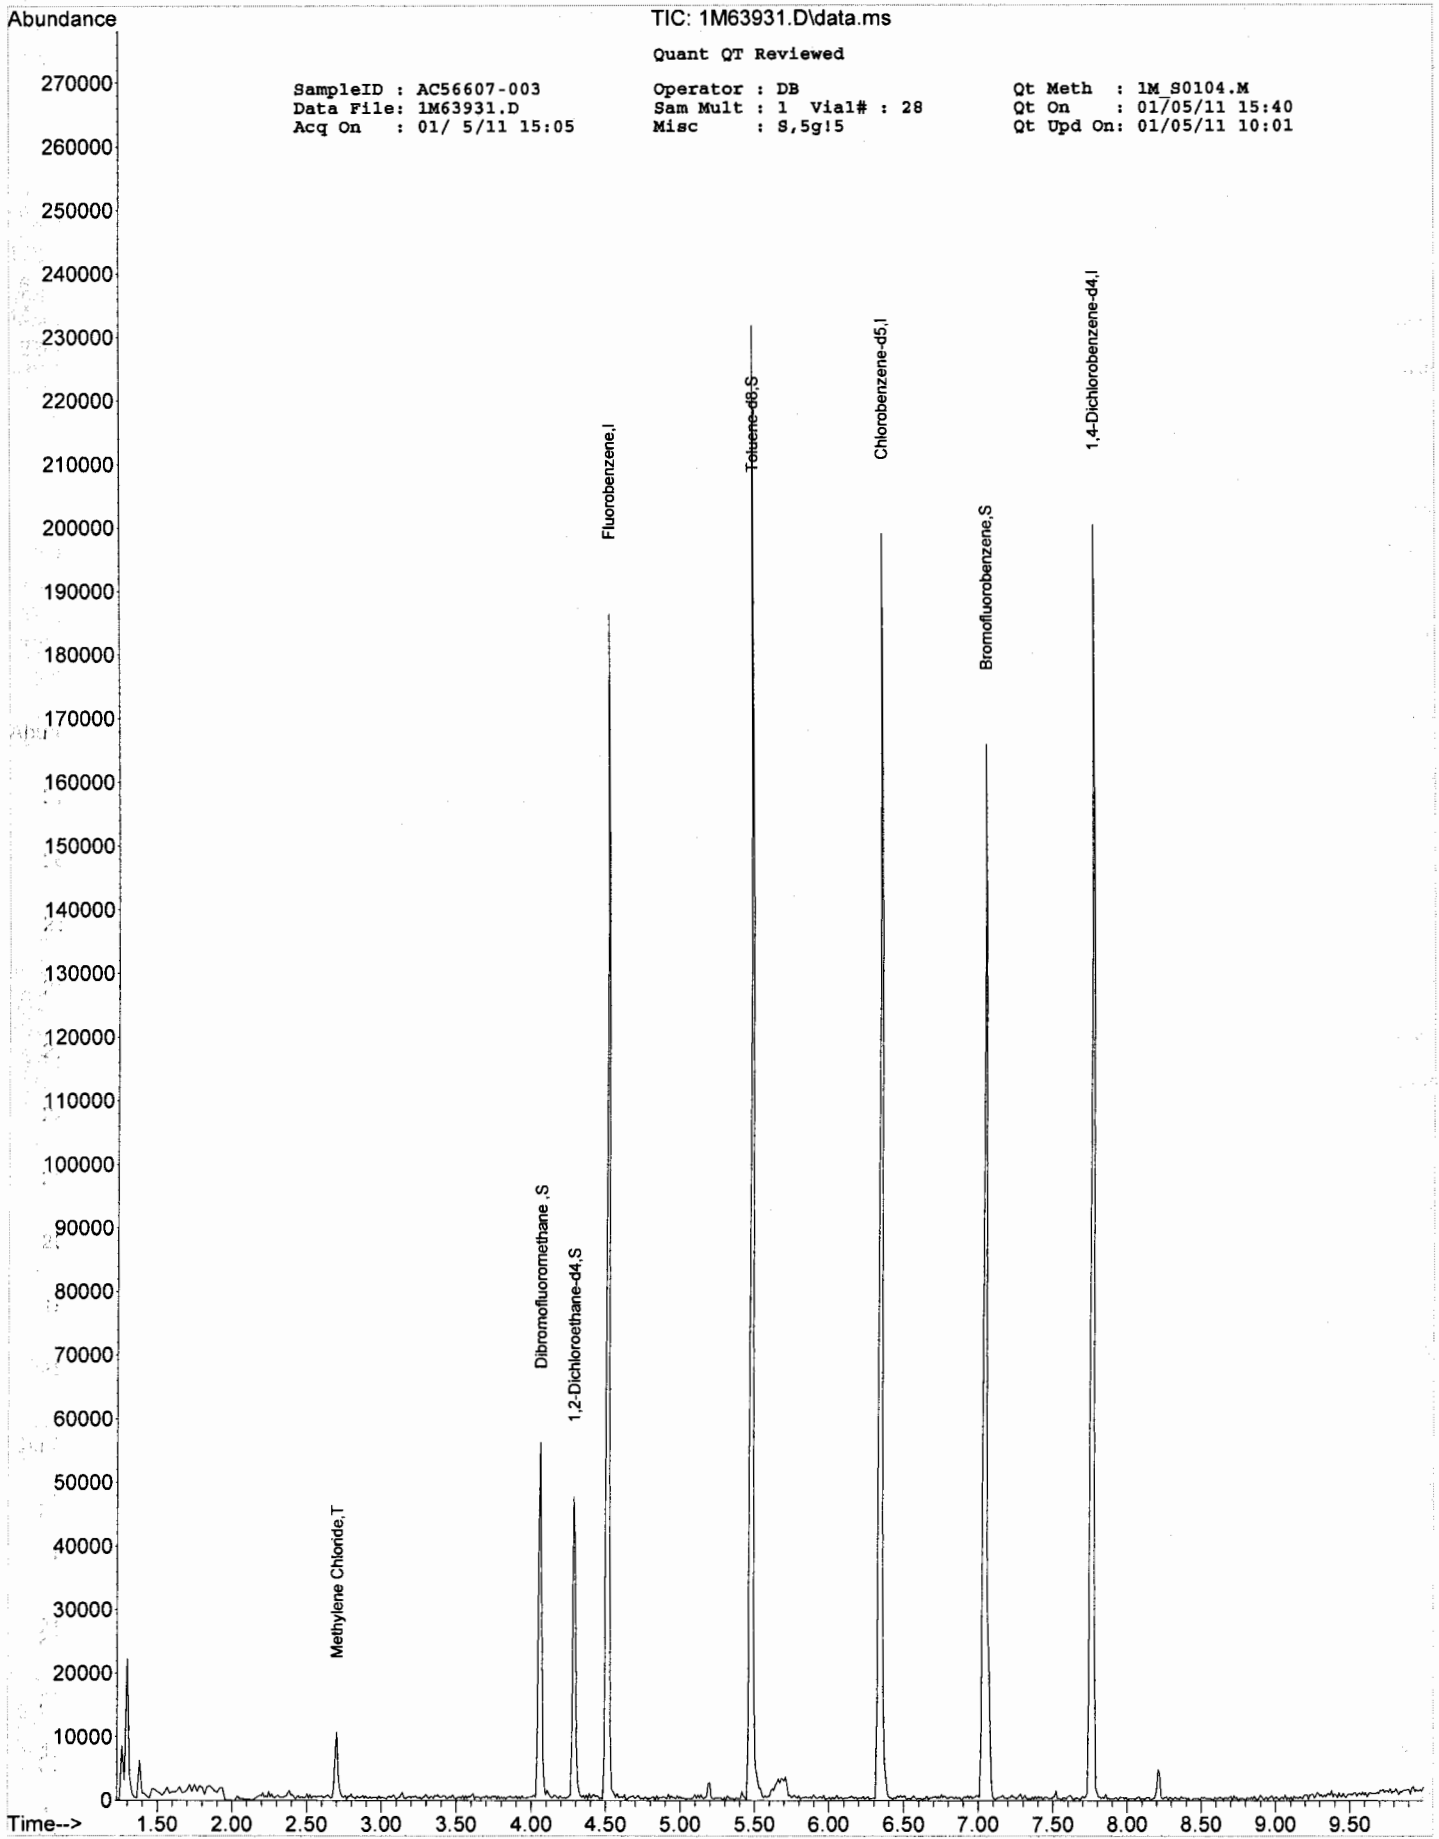 Abundance
TIC: 1M63931.D\data.ms
Quant QT Reviewed
SampleID : AC56607-003
Data File: 1M63931.D
Acq On : 01/ 5/11 15:05
Operator : DB
Sam Mult : 1 Vial# : 28
Misc : S,5g!5
Qt Meth : 1M_S0104.M
Qt On : 01/05/11 15:40
Qt Upd On: 01/05/11 10:01
270000
260000
250000
240000
230000
220000
210000
200000
190000
180000
170000
160000
150000
140000
130000
120000
110000
100000
90000
80000
70000
60000
50000
40000
30000
20000
10000
0
Methylene Chloride,T
Dibromofluoromethane ,S
1,2-Dichloroethane-d4,S
Fluorobenzene,I
Toluene-d8,S
Chlorobenzene-d5,I
Bromofluorobenzene,S
1,4-Dichlorobenzene-d4,I
Time--> 1.50 2.00 2.50 3.00 3.50 4.00 4.50 5.00 5.50 6.00 6.50 7.00 7.50 8.00 8.50 9.00 9.50